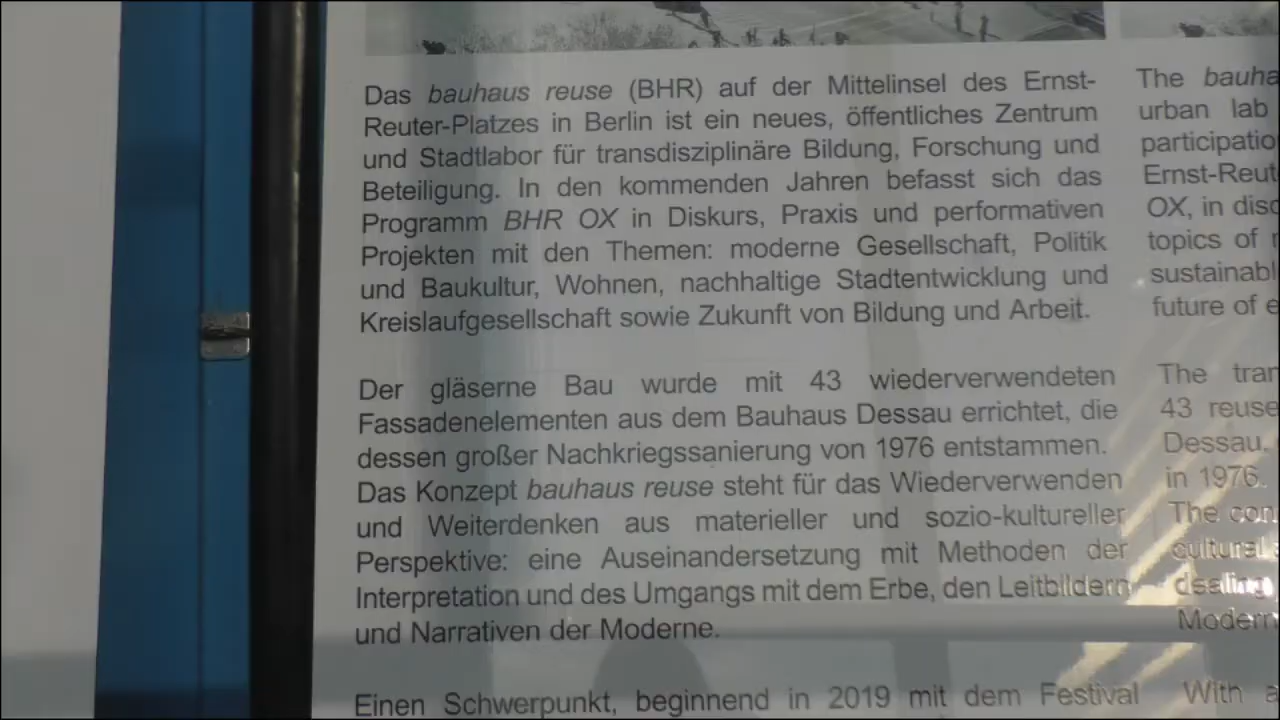 Das bauhaus reuse (BHR) auf der Mittelinsel des Ernst-
Reuter-Platzes in Berlin ist ein neues, öffentliches Zentrum
und Stadtlabor für transdisziplinäre Bildung, Forschung und
Beteiligung. In den kommenden Jahren befasst sich das
Programm BHR OX in Diskurs, Praxis und performativen
Projekten mit den Themen: moderne Gesellschaft, Politik
und Baukultur, Wohnen, nachhaltige Stadtentwicklung und
Kreislaufgesellschaft sowie Zukunft von Bildung und Arbeit.
Der gläserne Bau wurde mit 43 wiederverwendeten
Fassadenelementen aus dem Bauhaus Dessau errichtet, die
dessen großer Nachkriegssanierung von 1976 entstammen.
Das Konzept bauhaus reuse steht für das Wiederverwenden
und Weiterdenken aus materieller und sozio-kultureller
Perspektive: eine Auseinandersetzung mit Methoden der
Interpretation und des Umgangs mit dem Erbe, den Leitbildern
und Narrativen der Moderne.
Einen Schwerpunkt, beginnend in 2019 mit dem Festival
The
urban lab
Ernst-
OX, in
topics of
future of
The
43
Dessau.
in 1976.
The
cultural
With